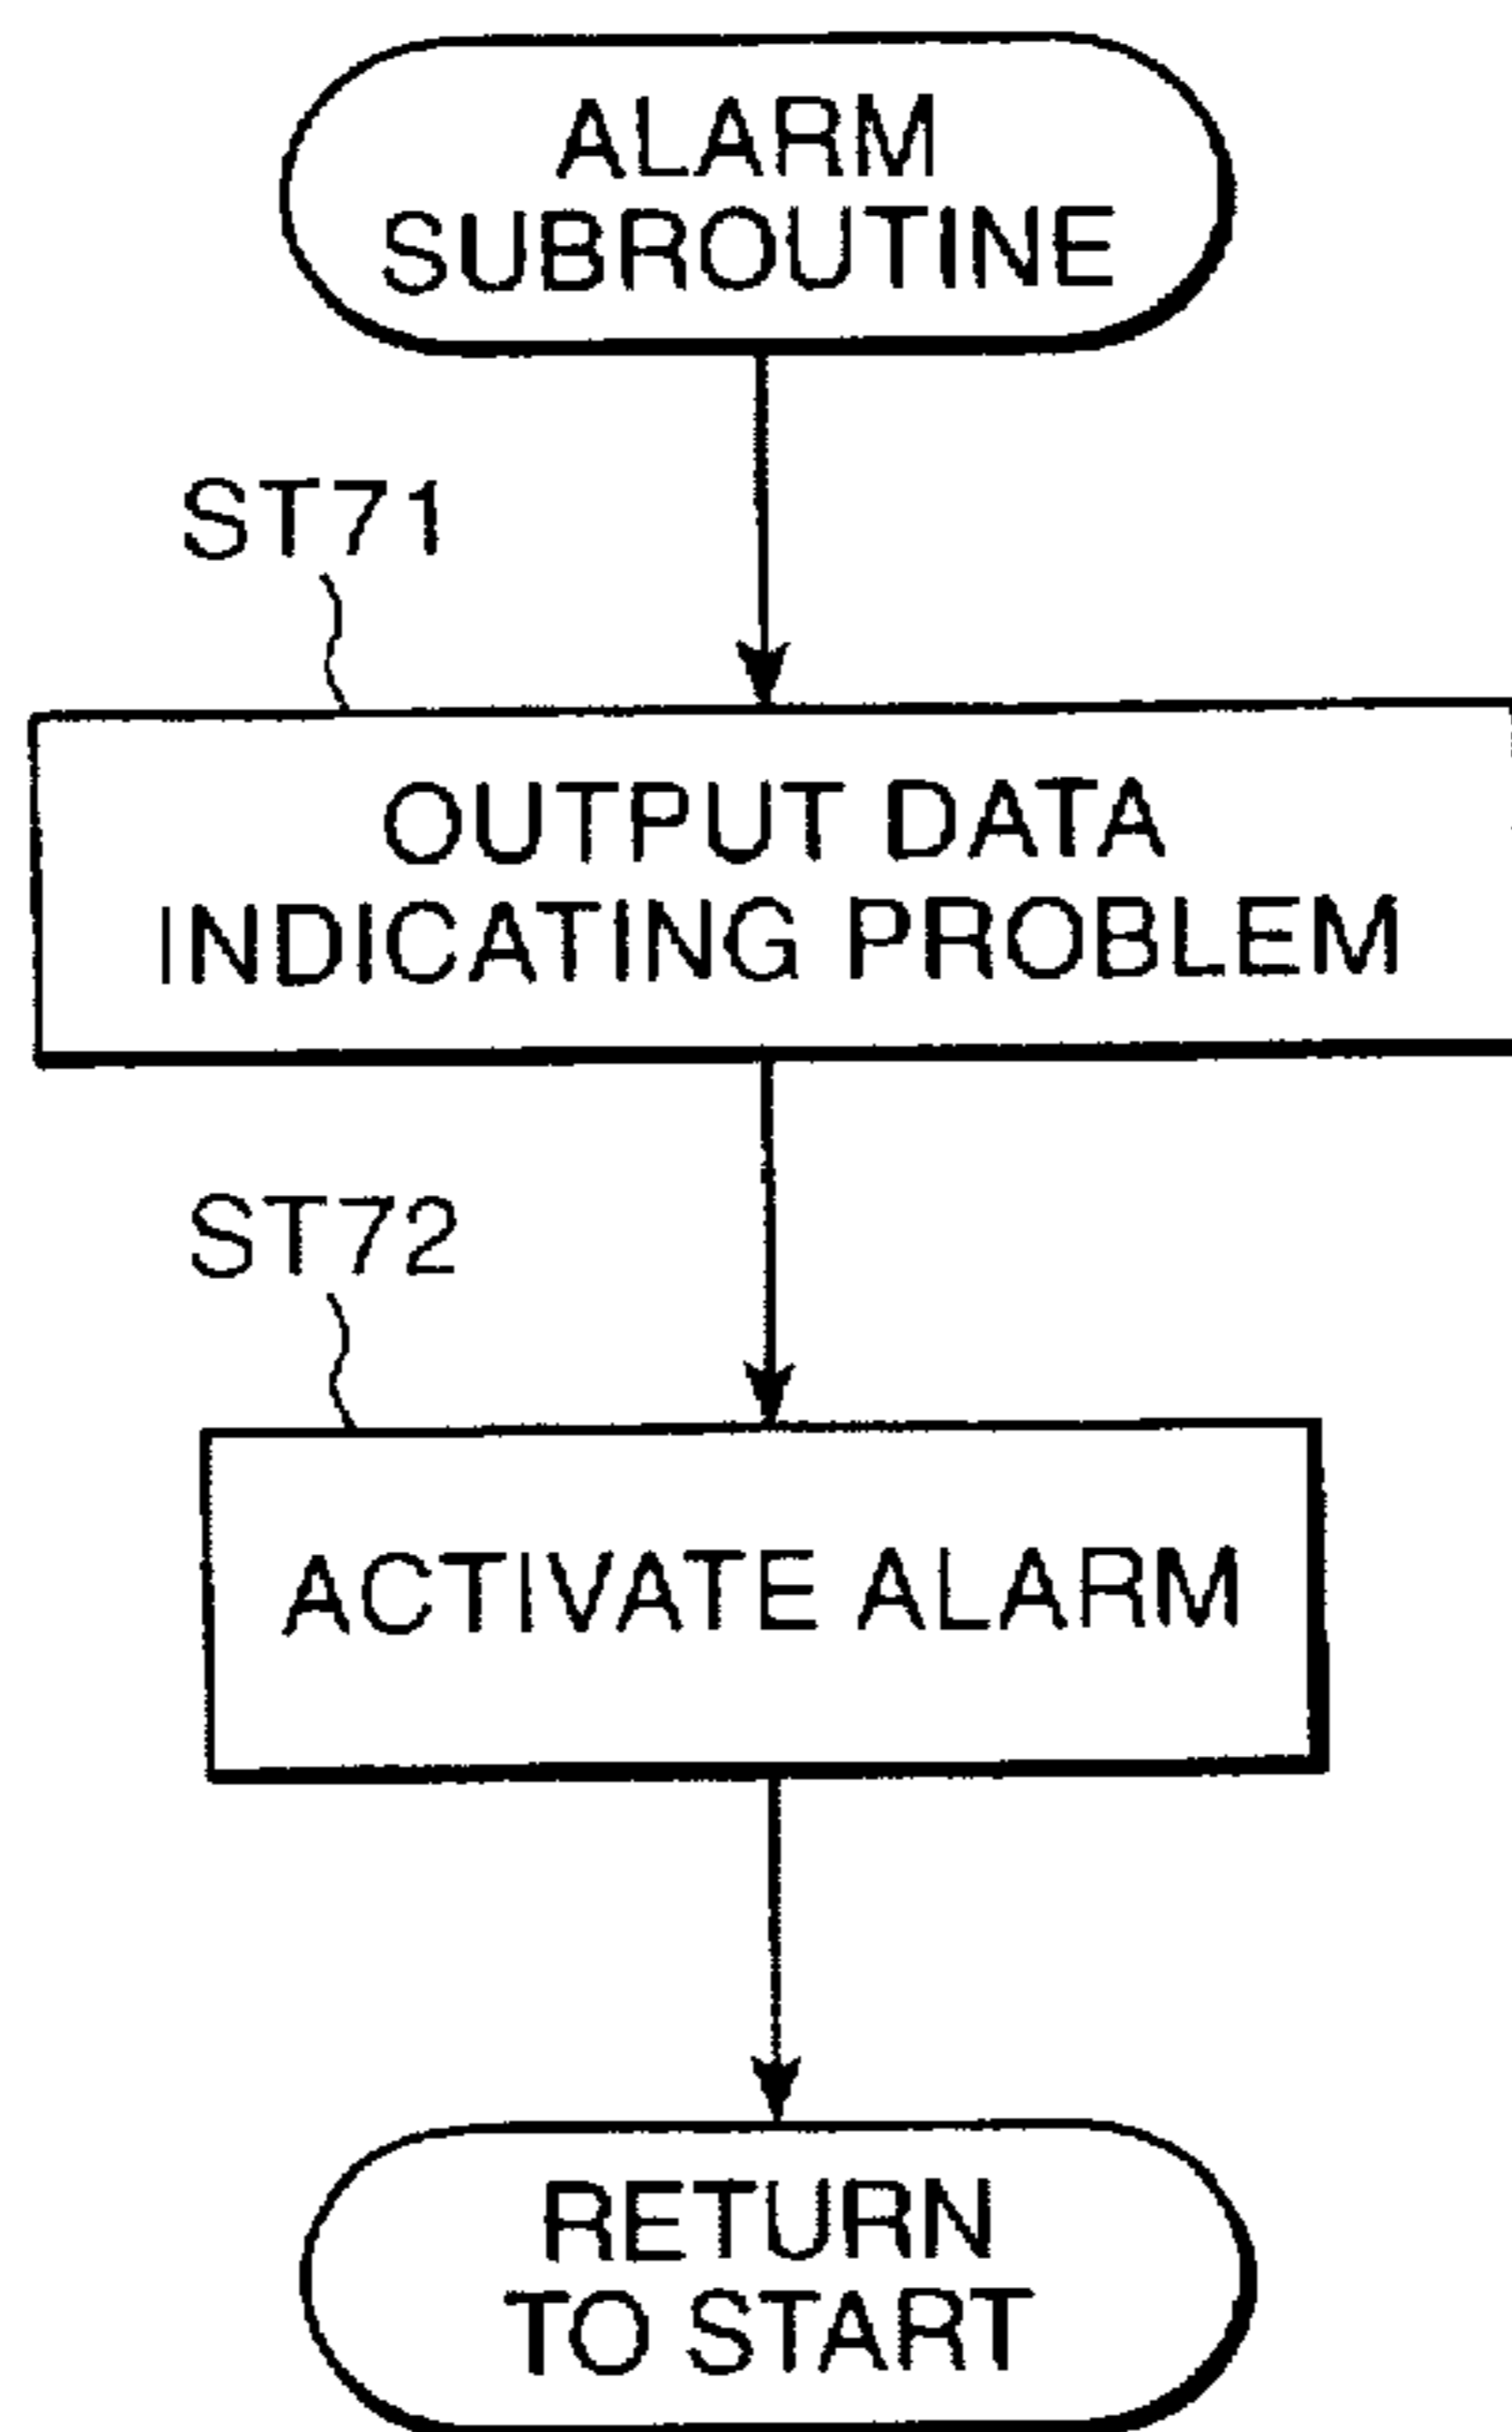 ALARM
SUBROUTINE
ST71
OUTPUT DATA
INDICATING PROBLEM
ST72
ACTIVATE ALARM
RETURN
TO START